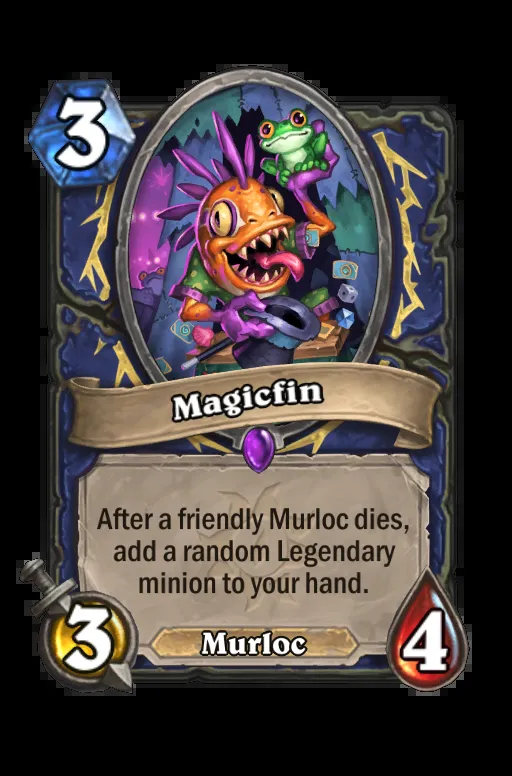 3
Magicfin
After a friendly Murloc dies,
add a random Legendary
minion to your hand.
3
Murloc
4